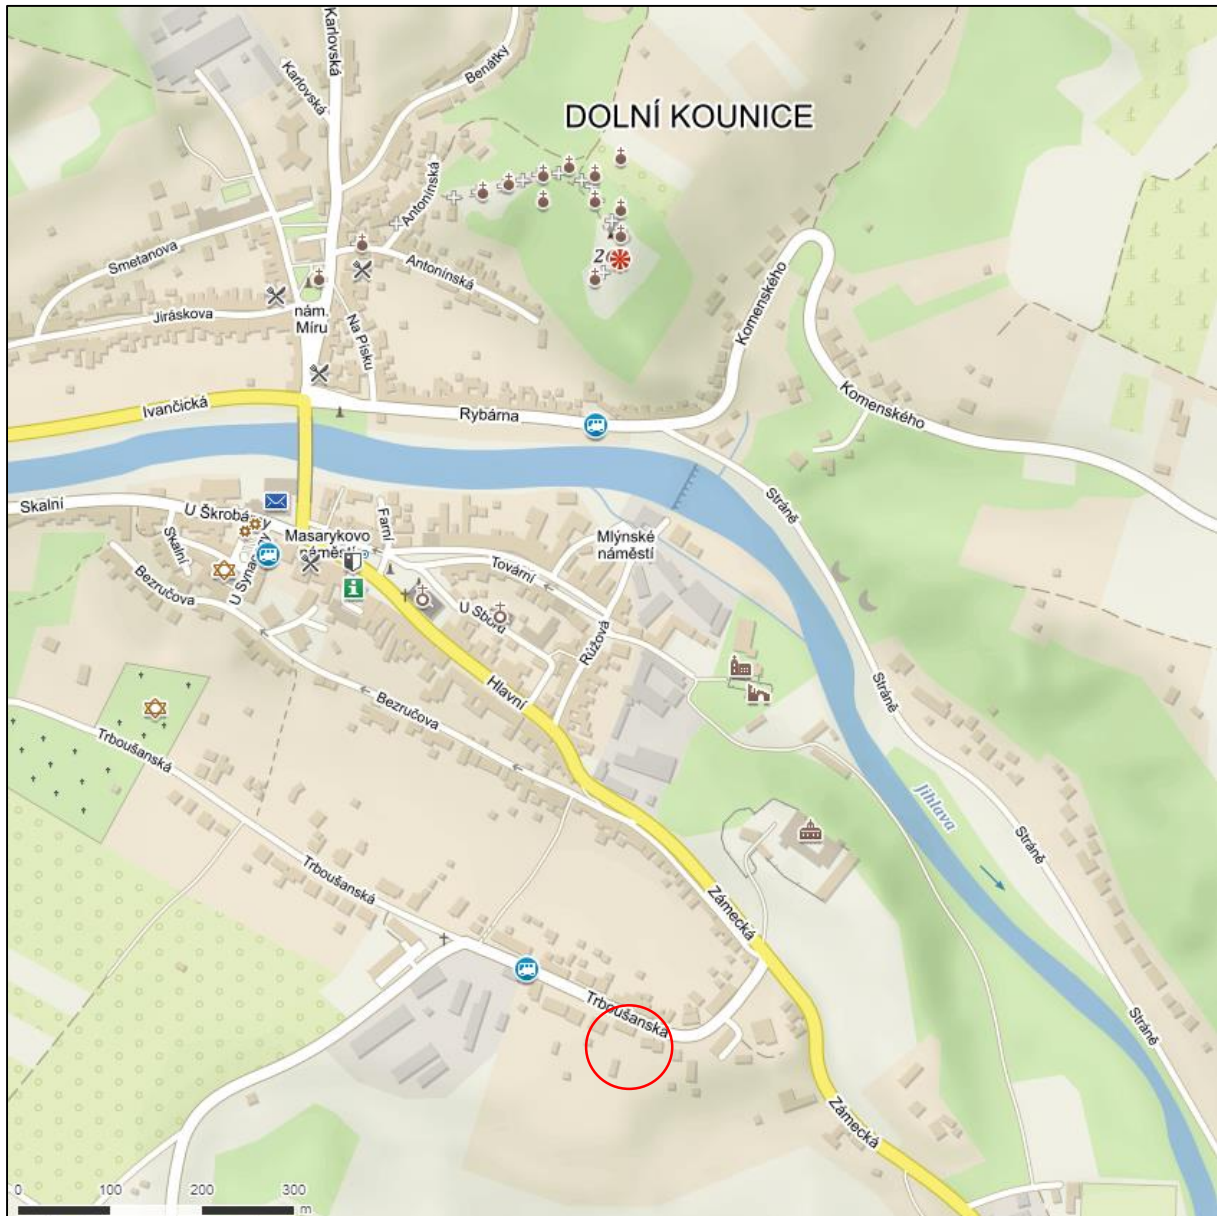 Karlovská
Karlovská
Benátky
DOLNÍ KOUNICE
Antonínská
Smetanova
Antonínská
Komenského
Jiráskova
nám.
Míru
Na Písku
Ivančická
Rybárna
Komenského
Skalní
U Škrobárny
Farní
Stráně
Masarykovo
náměstí
Mlýnské
náměstí
Skalní
U Synagogy
Bezručova
Tovární
U Sboru
Růžová
Stráně
Hlavní
Bezručova
Trboušanská
Jihlava
Stráně
Trboušanská
Zámecká
Trboušanská
Stráně
Zámecká
0 100 200 300
m